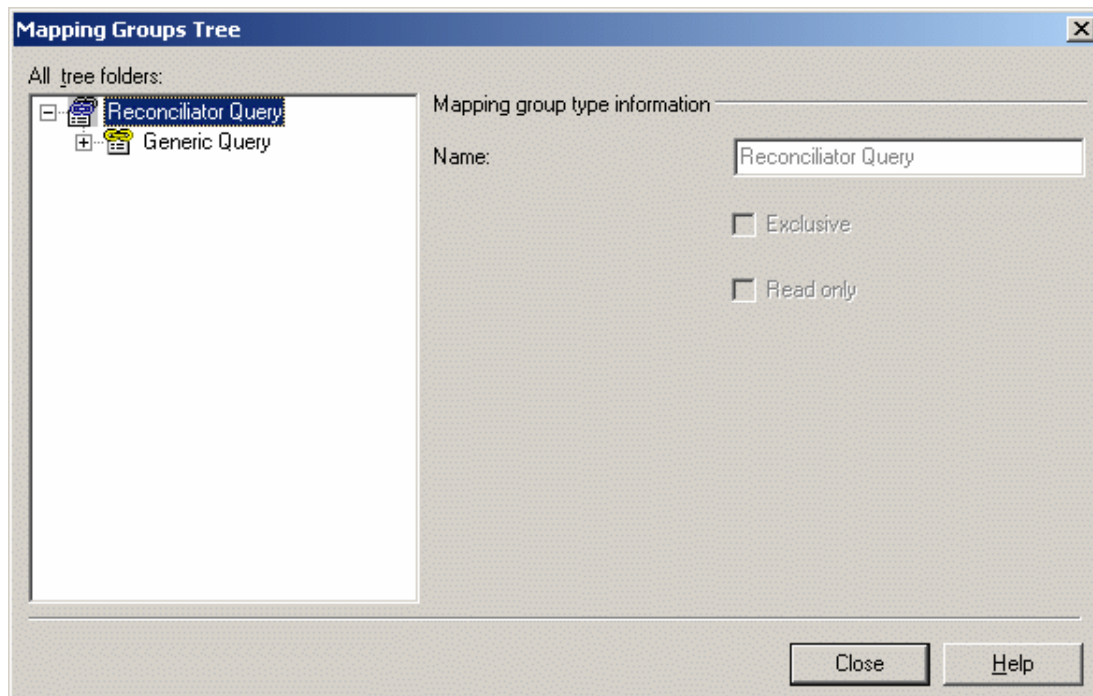 Mapping Groups Tree
All tree folders:
Reconciliator Query
Generic Query
Mapping group type information
Name:
Reconciliator Query
Exclusive
Read only
Close
Help